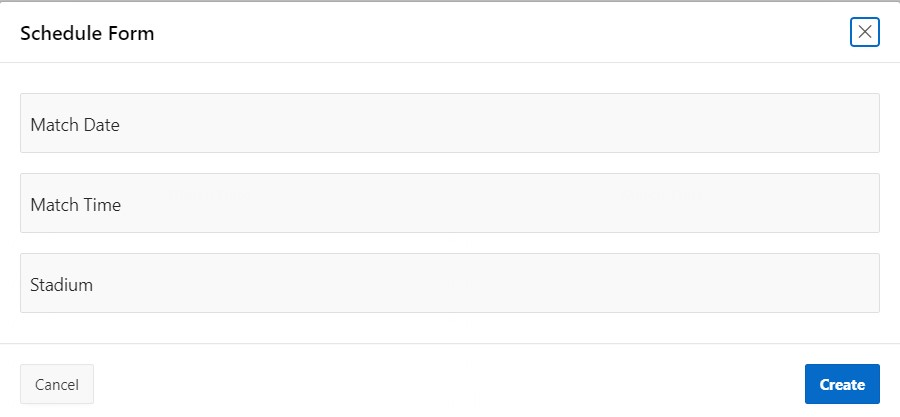 Schedule Form
Match Date
Match Time
Stadium
Cancel
Create